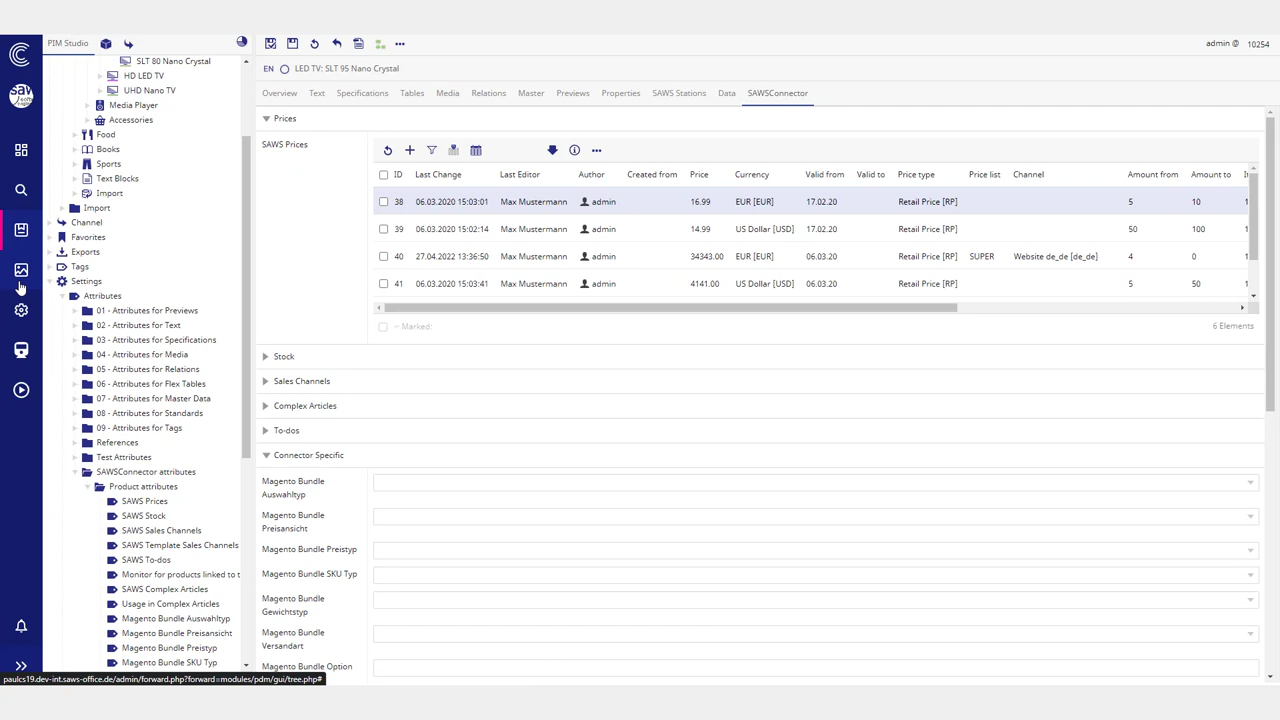 PIM Studio
admin @ 10254
SLT 80 Nano Crystal
HD LED TV
UHD Nano TV
Media Player
Accessories
Food
Books
Sports
Text Blocks
Import
Import
Channel
Favorites
Exports
Tags
Settings
Attributes
01 - Attributes for Previews
02 - Attributes for Text
03 - Attributes for Specifications
04 - Attributes for Media
05 - Attributes for Relations
06 - Attributes for Flex Tables
07 - Attributes for Master Data
08 - Attributes for Standards
09 - Attributes for Tags
References
Test Attributes
SAWSConnector attributes
Product attributes
SAWS Prices
SAWS Stock
SAWS Sales Channels
SAWS Template Sales Channels
SAWS To-dos
Monitor for products linked to t
SAWS Complex Articles
Usage in Complex Articles
Magento Bundle Auswahltyp
Magento Bundle Preisansicht
Magento Bundle Preistyp
Magento Bundle SKU Typ
paulcs19.dev-int.saws-office.de/admin/forward.php?forward=modules/pdm/gui/tree.php#
EN LED TV: SLT 95 Nano Crystal
Overview Text Specifications Tables Media Relations Master Previews Properties SAWS Stations Data SAWSConnector
Prices
SAWS Prices
ID Last Change Last Editor Author Created from Price Currency Valid from Valid to Price type Price list Channel Amount from Amount to
38 06.03.2020 15:03:01 Max Mustermann admin 16.99 EUR [EUR] 17.02.20 Retail Price [RP] 5 10
39 06.03.2020 15:02:14 Max Mustermann admin 14.99 US Dollar [USD] 17.02.20 Retail Price [RP] 50 100
40 27.04.2022 13:36:50 Max Mustermann admin 34343.00 EUR [EUR] 06.03.20 Retail Price [RP] SUPER Website de_de [de_de] 4 0
41 06.03.2020 15:03:41 Max Mustermann admin 4141.00 US Dollar [USD] 06.03.20 Retail Price [RP] 5 50
Marked:
6 Elements
Stock
Sales Channels
Complex Articles
To-dos
Connector Specific
Magento Bundle
Auswahltyp
Magento Bundle
Preisansicht
Magento Bundle Preistyp
Magento Bundle SKU Typ
Magento Bundle
Gewichtstyp
Magento Bundle
Versandart
Magento Bundle Option